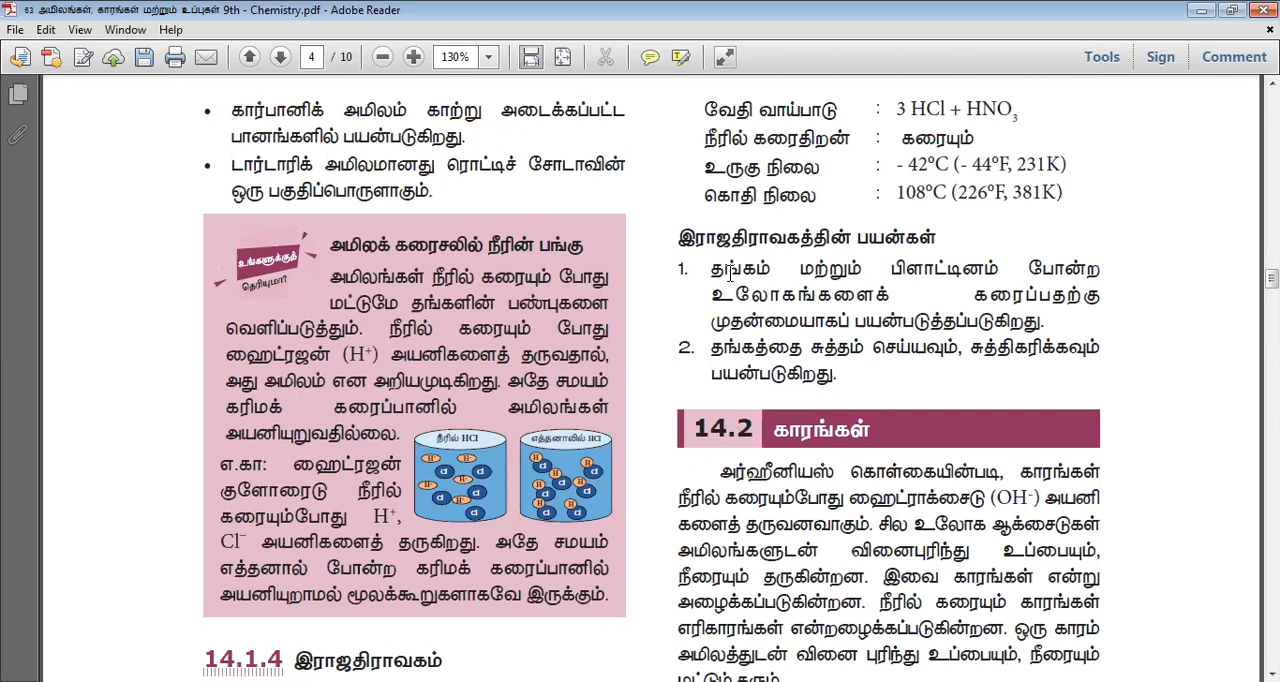 63 அமிலங்கள், காரங்கள் மற்றும் உப்புகள் 9th - Chemistry.pdf - Adobe Reader
File Edit View Window Help
4 / 10 130% Tools Sign Comment
• கார்பானிக் அமிலம் காற்று அடைக்கப்பட்ட
பானங்களில் பயன்படுகிறது.
• டார்டாரிக் அமிலமானது ரொட்டிச் சோடாவின்
ஒரு பகுதிப்பொருளாகும்.
உங்களுக்குத்
தெரியுமா?
அமிலக் கரைசலில் நீரின் பங்கு
அமிலங்கள் நீரில் கரையும் போது
மட்டுமே தங்களின் பண்புகளை
வெளிப்படுத்தும். நீரில் கரையும் போது
ஹைட்ரஜன் (H⁺) அயனிகளைத் தருவதால்,
அது அமிலம் என அறியமுடிகிறது. அதே சமயம்
கரிமக் கரைப்பானில் அமிலங்கள்
அயனியுறுவதில்லை.
எ.கா: ஹைட்ரஜன்
குளோரைடு நீரில்
கரையும்போது H⁺,
Cl⁻ அயனிகளைத் தருகிறது. அதே சமயம்
எத்தனால் போன்ற கரிமக் கரைப்பானில்
அயனியுறாமல் மூலக்கூறுகளாகவே இருக்கும்.
நீரில் HCl
எத்தனாலில் HCl
14.1.4 இராஜதிராவகம்
வேதி வாய்பாடு : 3 HCl + HNO₃
நீரில் கரைதிறன் : கரையும்
உருகு நிலை : - 42°C (- 44°F, 231K)
கொதி நிலை : 108°C (226°F, 381K)
இராஜதிராவகத்தின் பயன்கள்
1. தங்கம் மற்றும் பிளாட்டினம் போன்ற
உலோகங்களைக் கரைப்பதற்கு
முதன்மையாகப் பயன்படுத்தப்படுகிறது.
2. தங்கத்தை சுத்தம் செய்யவும், சுத்திகரிக்கவும்
பயன்படுகிறது.
14.2 காரங்கள்
அர்ஹீனியஸ் கொள்கையின்படி, காரங்கள்
நீரில் கரையும்போது ஹைட்ராக்சைடு (OH⁻) அயனி
களைத் தருவனவாகும். சில உலோக ஆக்சைடுகள்
அமிலங்களுடன் வினைபுரிந்து உப்பையும்,
நீரையும் தருகின்றன. இவை காரங்கள் என்று
அழைக்கப்படுகின்றன. நீரில் கரையும் காரங்கள்
எரிகாரங்கள் என்றழைக்கப்படுகின்றன. ஒரு காரம்
அமிலத்துடன் வினை புரிந்து உப்பையும், நீரையும்
மட்டும் தரும்.